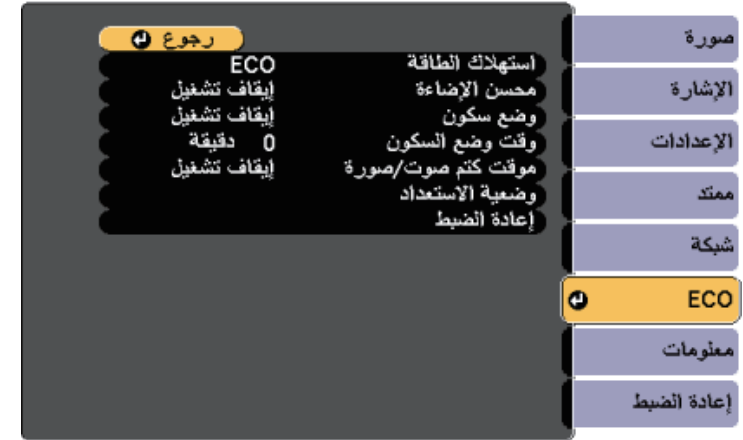 صورة
الإشارة
الإعدادات
ممتد
شبكة
ECO
معلومات
إعادة الضبط
رجوع
استهلاك الطاقة ECO
محسن الإضاءة إيقاف تشغيل
وضع سكون إيقاف تشغيل
وقت وضع السكون 0 دقيقة
موقت كتم صوت/صورة إيقاف تشغيل
وضعية الاستعداد
إعادة الضبط